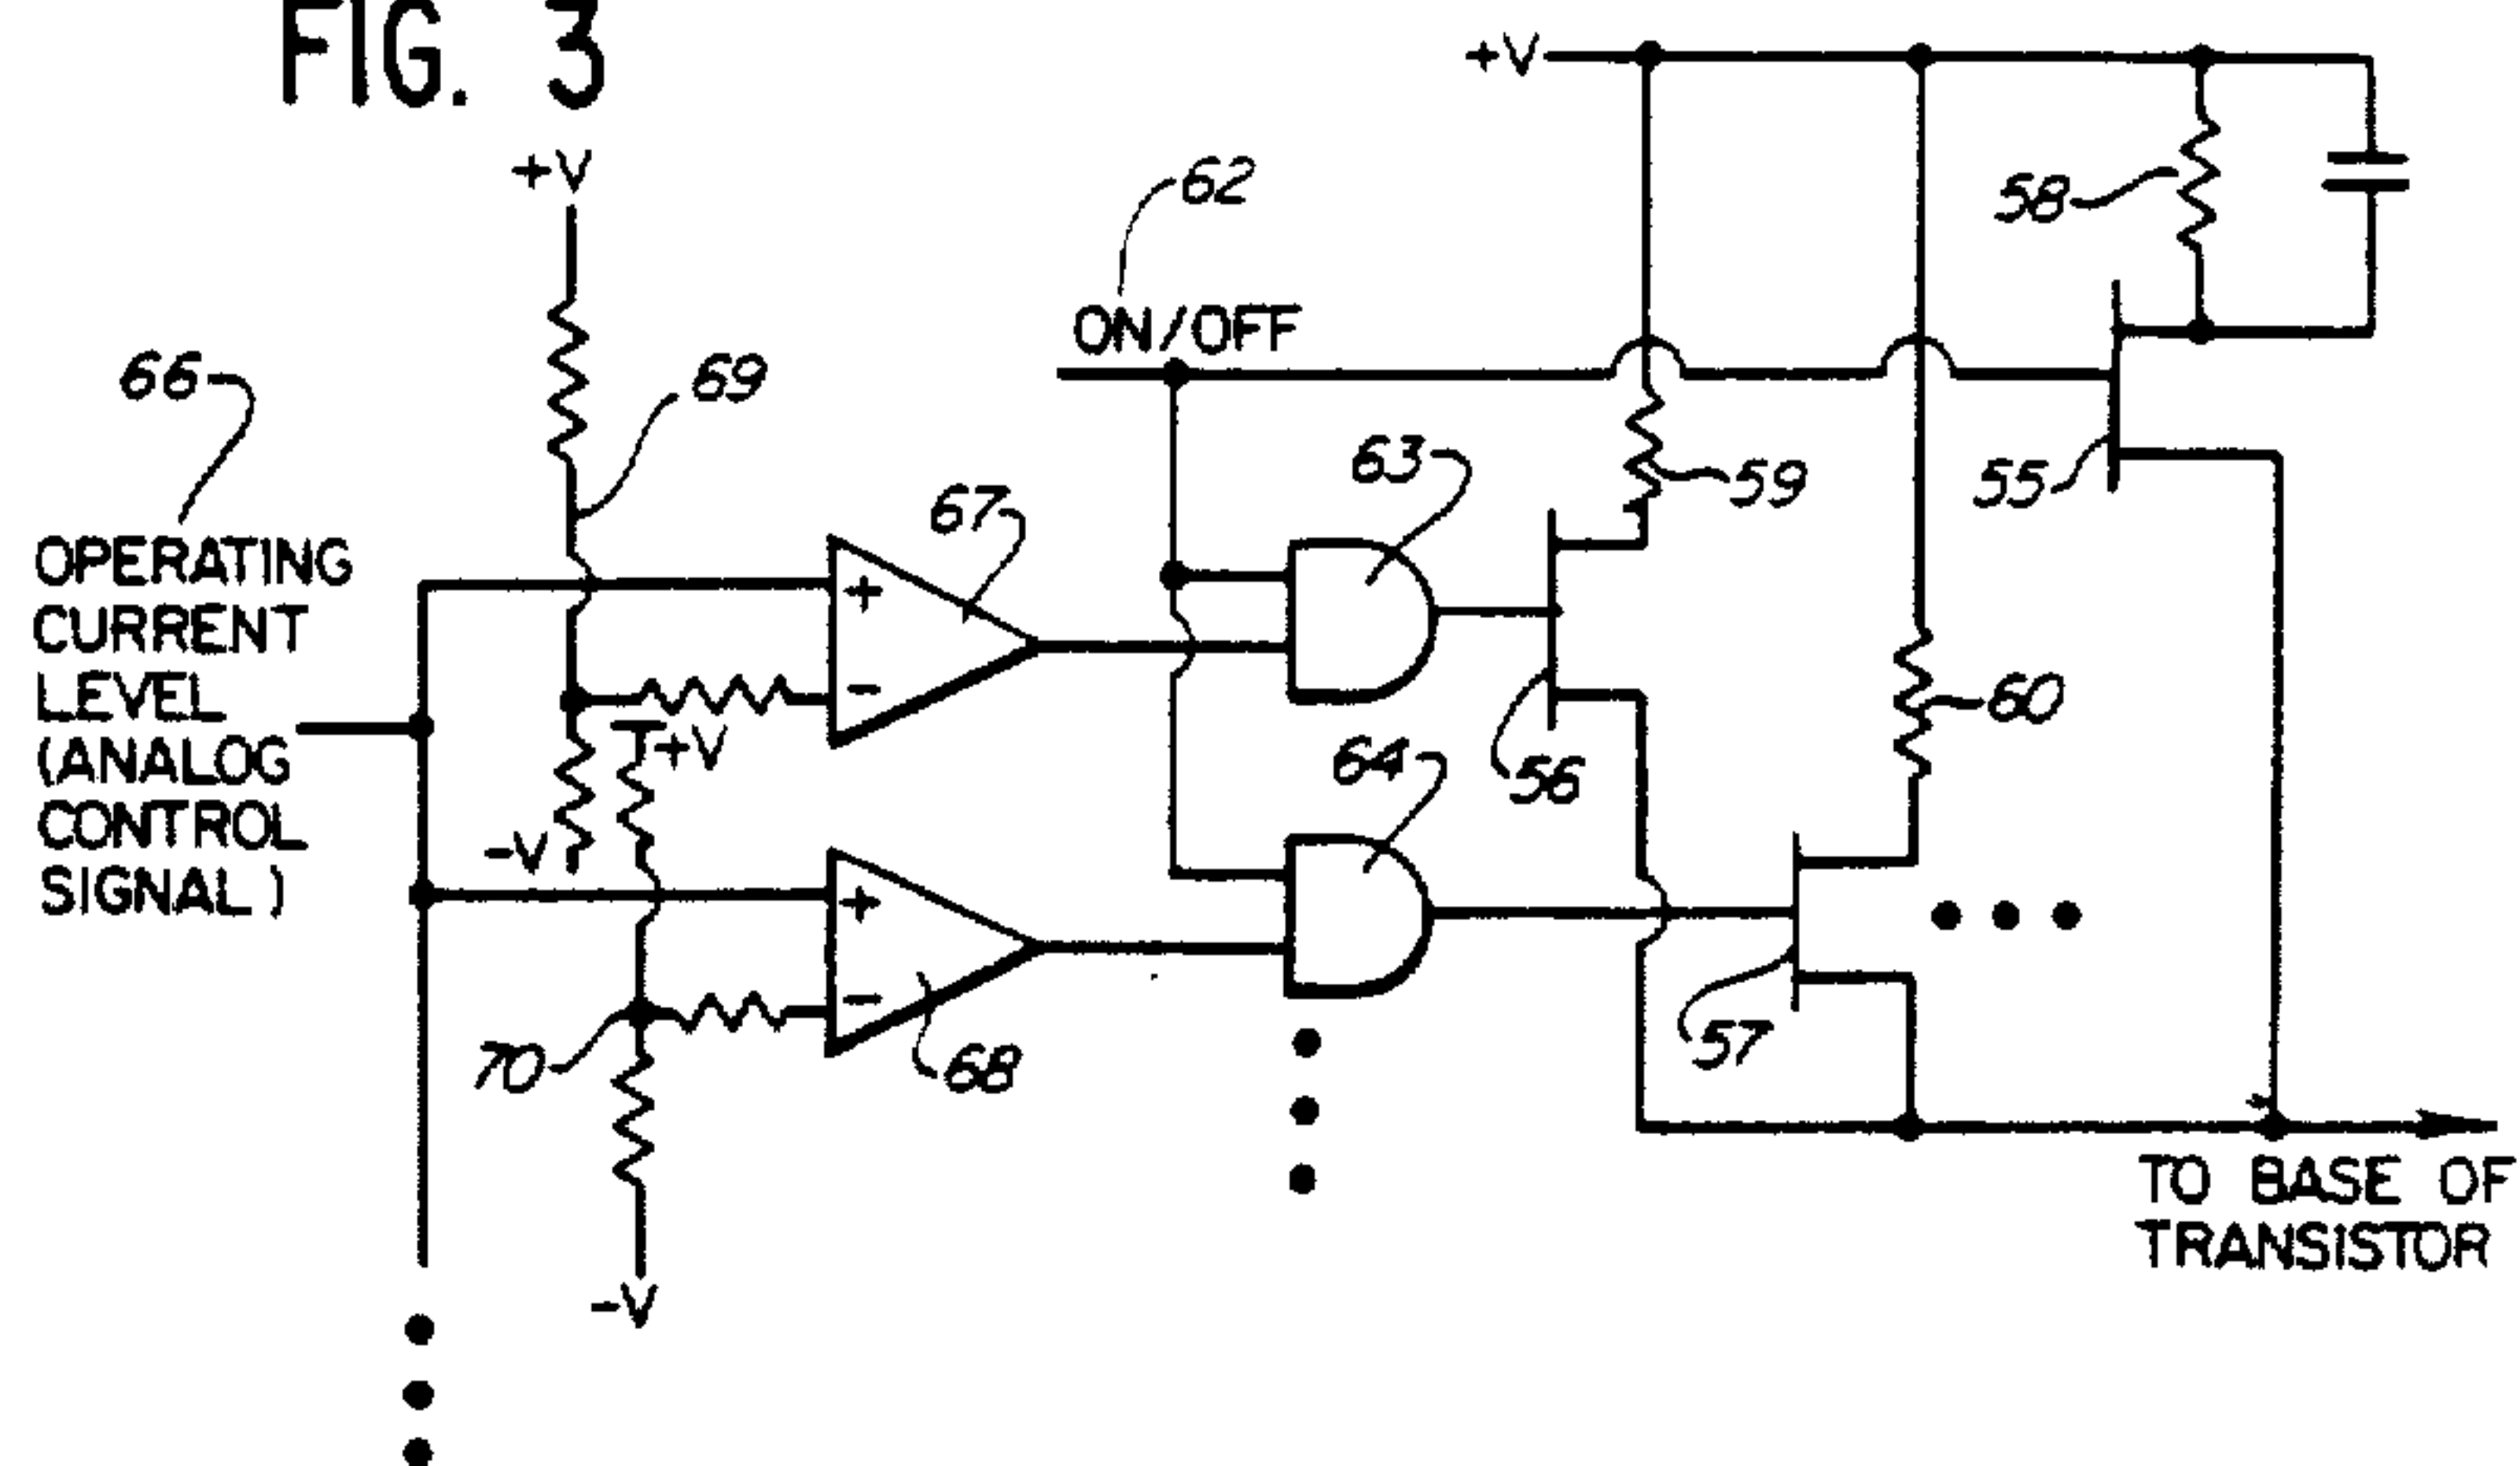 FIG. 3
+V
+V
62
58
ON/OFF
66
69
63
59
55
67
OPERATING
CURRENT
LEVEL
(ANALOG
CONTROL
SIGNAL)
+
-
+V
60
64
56
-V
+
-
57
70
68
TO BASE OF
TRANSISTOR
-V